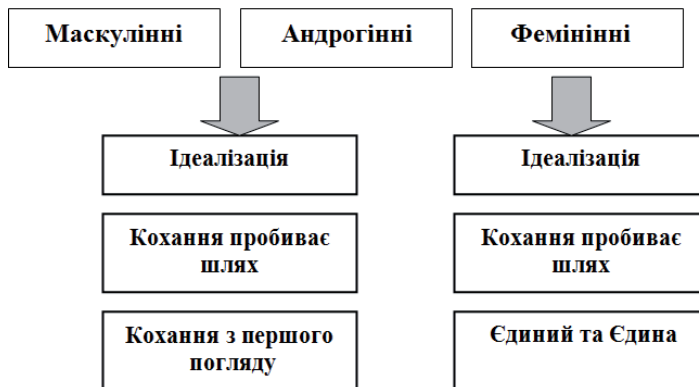 Маскулінні
Андрогінні
Фемінінні
Ідеалізація
Ідеалізація
Кохання пробиває
шлях
Кохання пробиває
шлях
Кохання з першого
погляду
Єдиний та Єдина